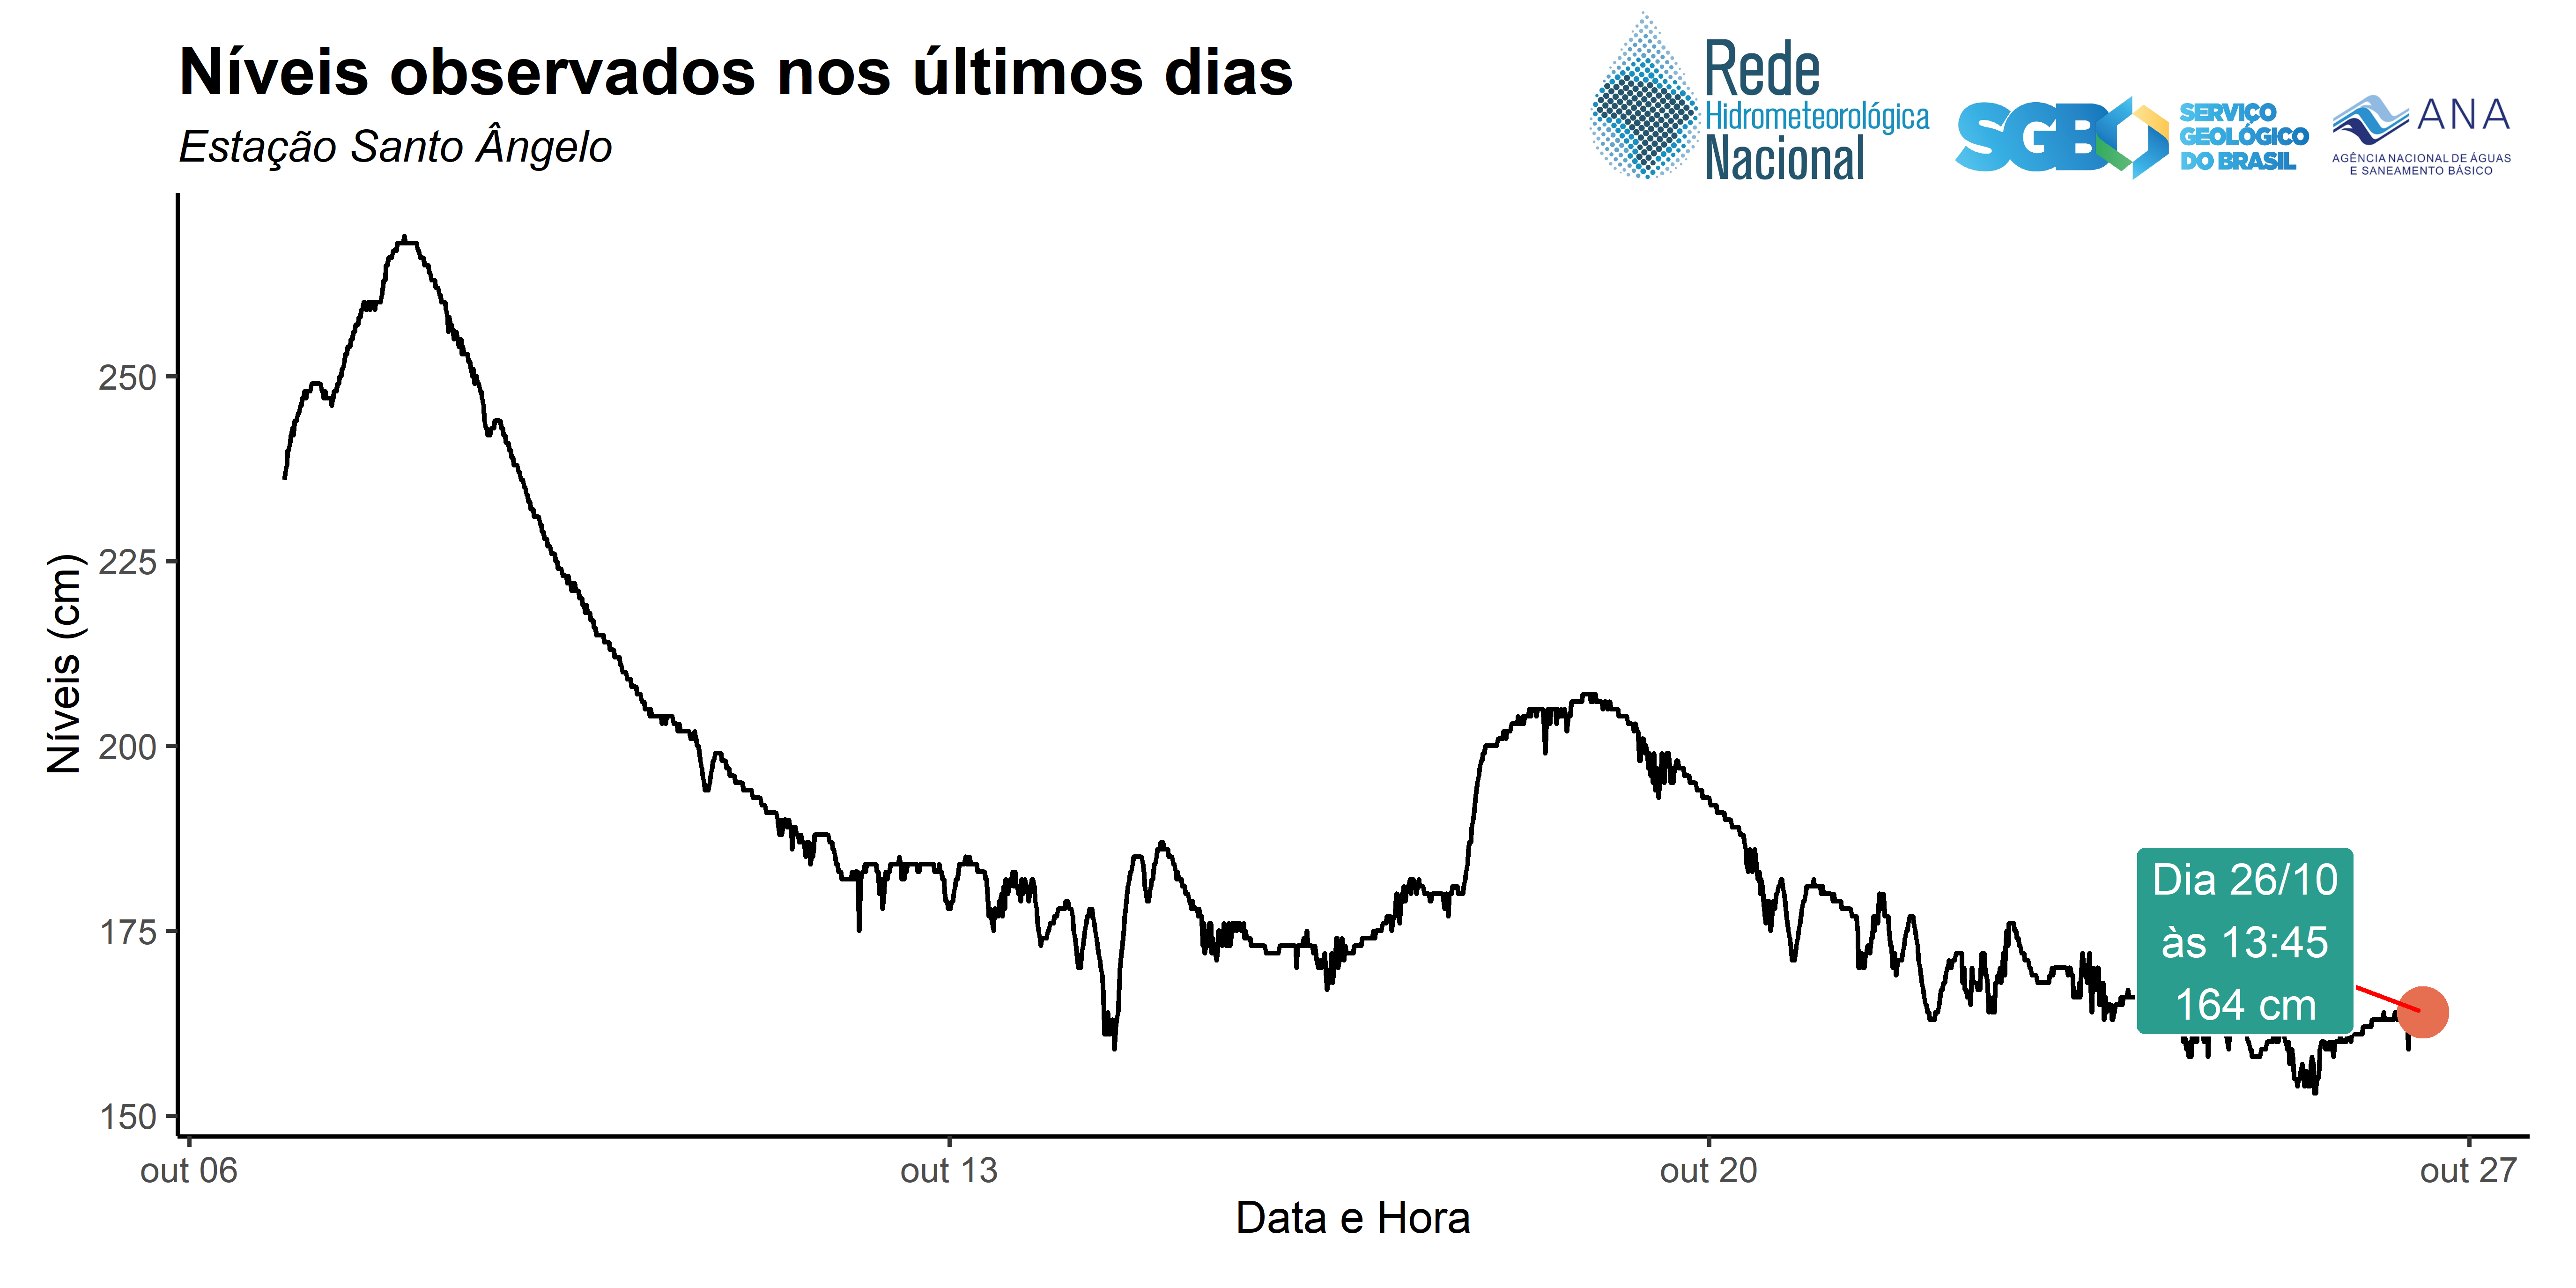 Níveis observados nos últimos dias
Estação Santo Ângelo
Rede
Hidrometeorológica
Nacional
SGB
SERVIÇO
GEOLÓGICO
DO BRASIL
ANA
AGÊNCIA NACIONAL DE ÁGUAS
E SANEAMENTO BÁSICO
Níveis (cm)
250
225
200
175
150
Dia 26/10
às 13:45
164 cm
out 06
out 13
out 20
out 27
Data e Hora